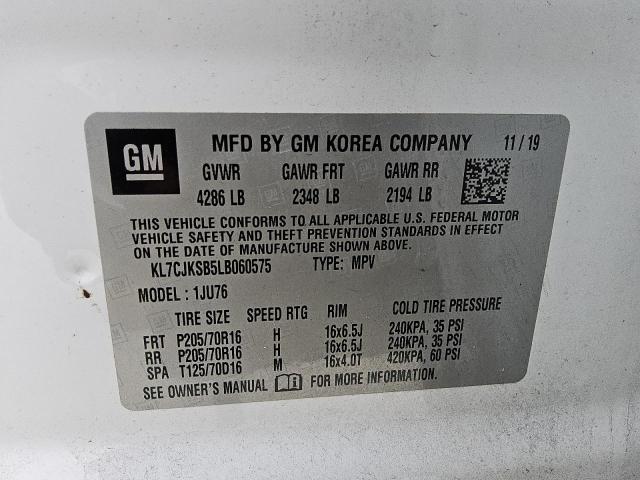 GM
MFD BY GM KOREA COMPANY 11/19
GVWR GAWR FRT GAWR RR
4286 LB 2348 LB 2194 LB
THIS VEHICLE CONFORMS TO ALL APPLICABLE U.S. FEDERAL MOTOR
VEHICLE SAFETY AND THEFT PREVENTION STANDARDS IN EFFECT
ON THE DATE OF MANUFACTURE SHOWN ABOVE.
KL7CJKSB5LB060575 TYPE: MPV
MODEL : 1JU76
TIRE SIZE SPEED RTG RIM COLD TIRE PRESSURE
FRT P205/70R16 H 16x6.5J 240KPA, 35 PSI
RR P205/70R16 H 16x6.5J 240KPA, 35 PSI
SPA T125/70D16 M 16x4.0T 420KPA, 60 PSI
SEE OWNER'S MANUAL FOR MORE INFORMATION.